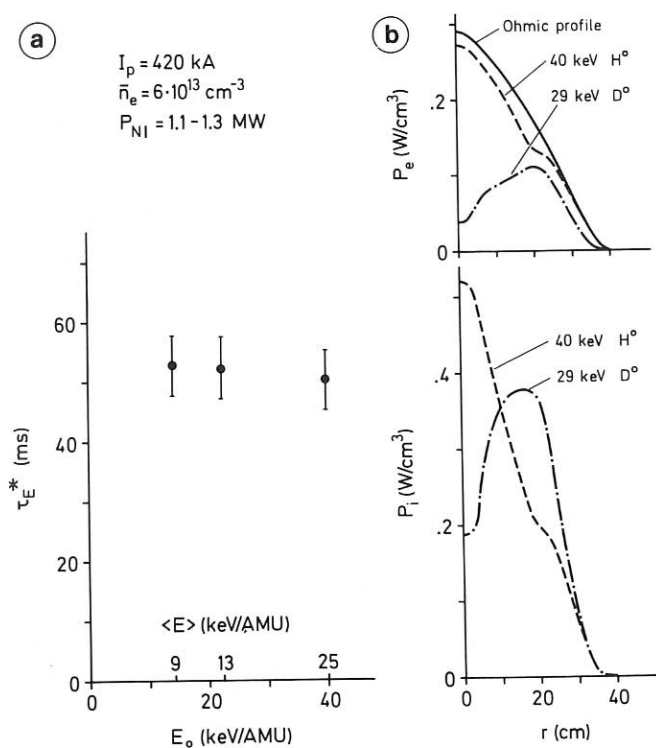 a
I_p = 420 kA
n̄_e = 6·10^13 cm^-3
P_NI = 1.1 – 1.3 MW
60
40
20
0
τ_E* (ms)
<E> (keV/AMU)
9 13 25
0 20 40
E_o (keV/AMU)
b
Ohmic profile
40 keV H°
29 keV D°
.2
0
P_e (W/cm^3)
40 keV H°
29 keV D°
.4
.2
0
P_i (W/cm^3)
0 20 40
r (cm)